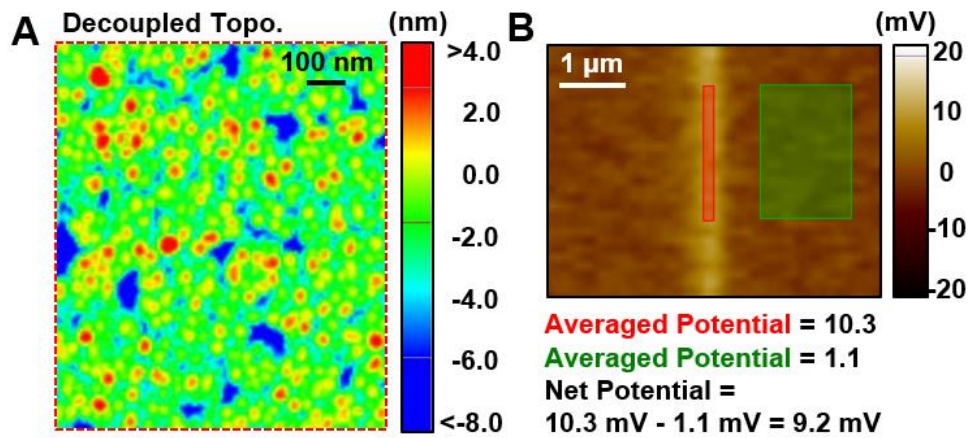 A
Decoupled Topo.
(nm)
100 nm
>4.0
2.0
0.0
-2.0
-4.0
-6.0
<-8.0
B
(mV)
1 µm
20
10
0
-10
-20
Averaged Potential = 10.3
Averaged Potential = 1.1
Net Potential =
10.3 mV - 1.1 mV = 9.2 mV